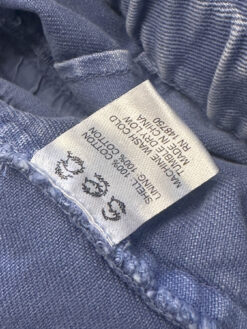 SHELL: 100% COTTON
LINING: 100% COTTON
MACHINE WASH COLD
TUMBLE DRY LOW
MADE IN CHINA
RN 148750